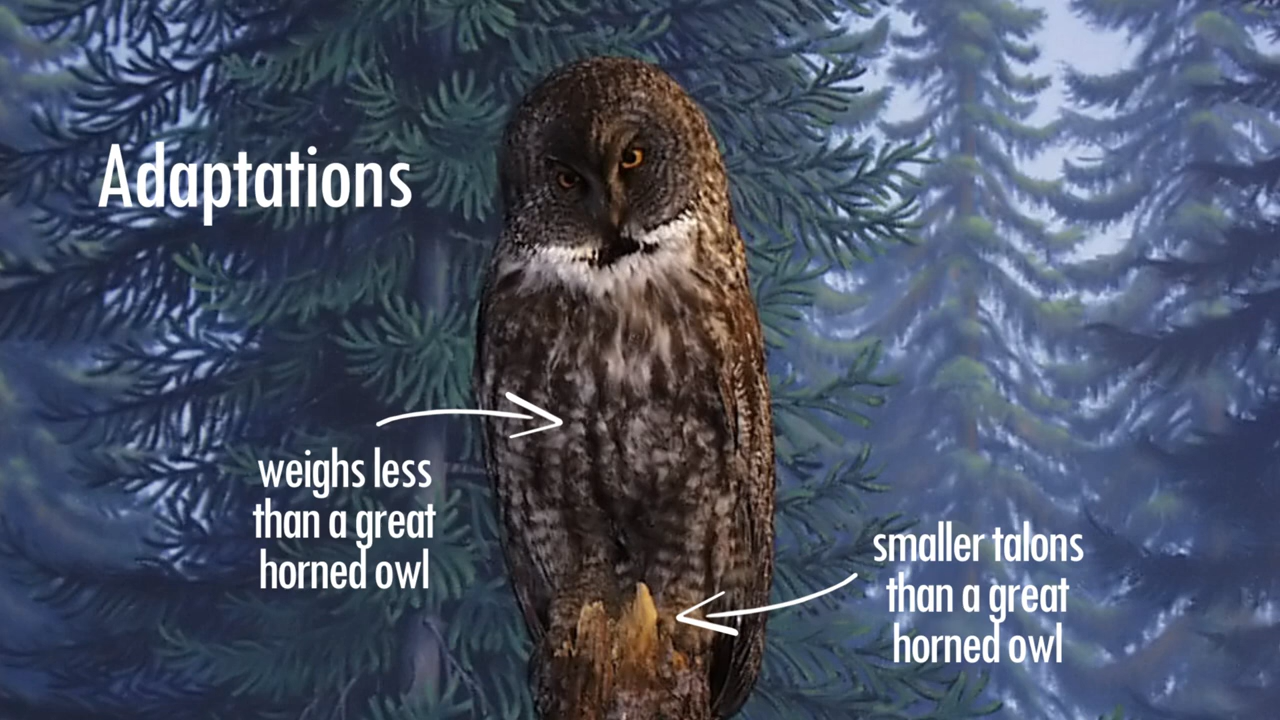 Adaptations
weighs less
than a great
horned owl
smaller talons
than a great
horned owl